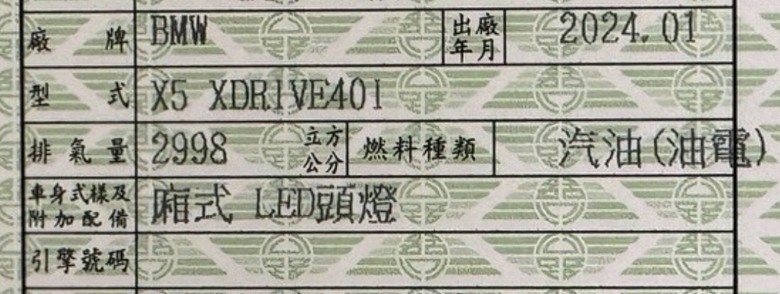 廠牌 BMW 出廠年月 2024.01
型式 X5 XDRIVE40I
排氣量 2998 立方公分 燃料種類 汽油(油電)
車身式樣及附加配備 廂式 LED頭燈
引擎號碼